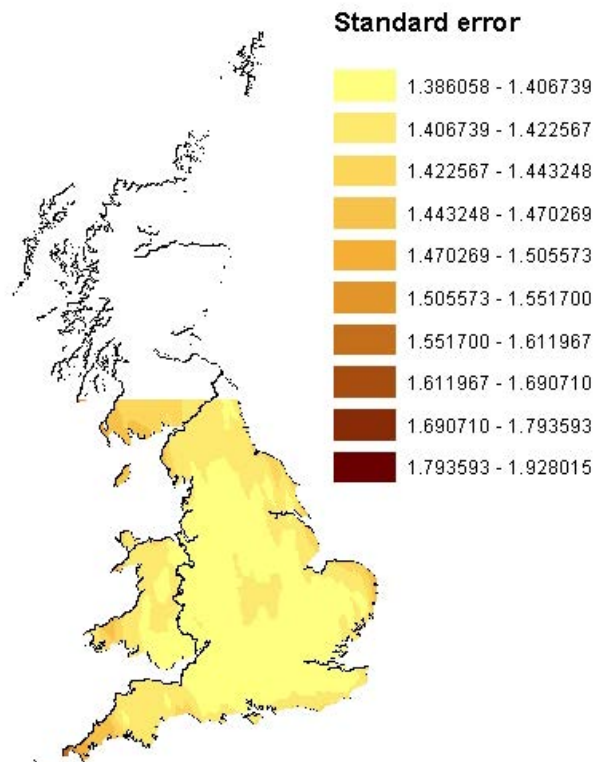 Standard error
1.386058 - 1.406739
1.406739 - 1.422567
1.422567 - 1.443248
1.443248 - 1.470269
1.470269 - 1.505573
1.505573 - 1.551700
1.551700 - 1.611967
1.611967 - 1.690710
1.690710 - 1.793593
1.793593 - 1.928015